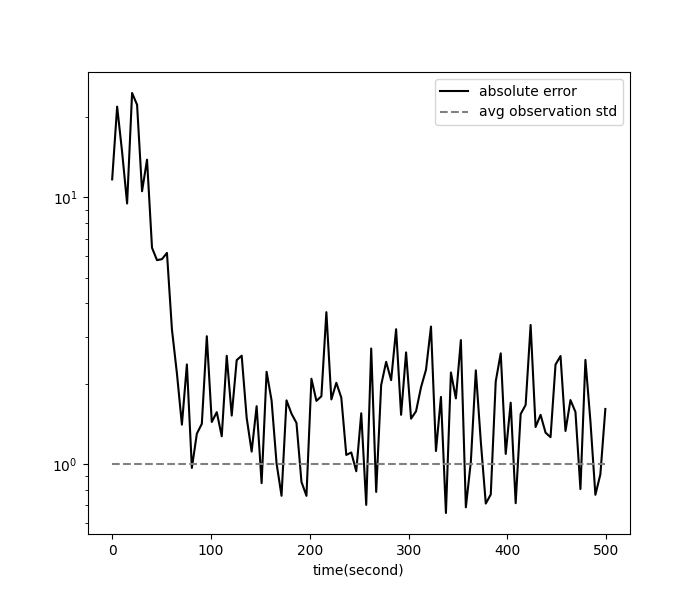 absolute error
avg observation std
10¹
10⁰
0 100 200 300 400 500
time(second)